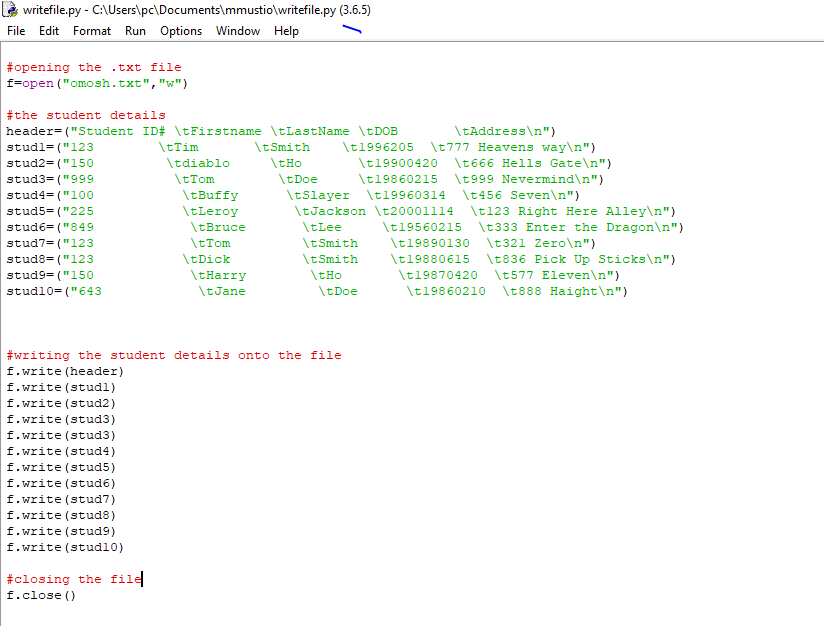 writefile.py - C:\Users\pc\Documents\mmustio\writefile.py (3.6.5)
File Edit Format Run Options Window Help
#opening the .txt file
f=open("omosh.txt","w")
#the student details
header=("Student ID# \tFirstname \tLastName \tDOB       \tAddress\n")
stud1=("123        \tTim       \tSmith    \t1996205  \t777 Heavens way\n")
stud2=("150         \tdiablo     \tHo       \t19900420  \t666 Hells Gate\n")
stud3=("999          \tTom        \tDoe     \t19860215  \t999 Nevermind\n")
stud4=("100           \tBuffy      \tSlayer  \t19960314  \t456 Seven\n")
stud5=("225           \tLeroy       \tJackson \t20001114  \t123 Right Here Alley\n")
stud6=("849            \tBruce       \tLee     \t19560215  \t333 Enter the Dragon\n")
stud7=("123            \tTom         \tSmith    \t19890130  \t321 Zero\n")
stud8=("123           \tDick         \tSmith    \t19880615  \t836 Pick Up Sticks\n")
stud9=("150            \tHarry        \tHo       \t19870420  \t577 Eleven\n")
stud10=("643            \tJane         \tDoe      \t19860210  \t888 Haight\n")
#writing the student details onto the file
f.write(header)
f.write(stud1)
f.write(stud2)
f.write(stud3)
f.write(stud3)
f.write(stud4)
f.write(stud5)
f.write(stud6)
f.write(stud7)
f.write(stud8)
f.write(stud9)
f.write(stud10)
#closing the file
f.close()